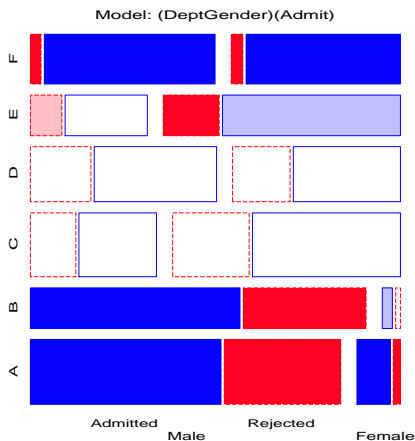 Model: (DeptGender)(Admit)
F
E
D
C
B
A
Admitted Rejected
Male Female